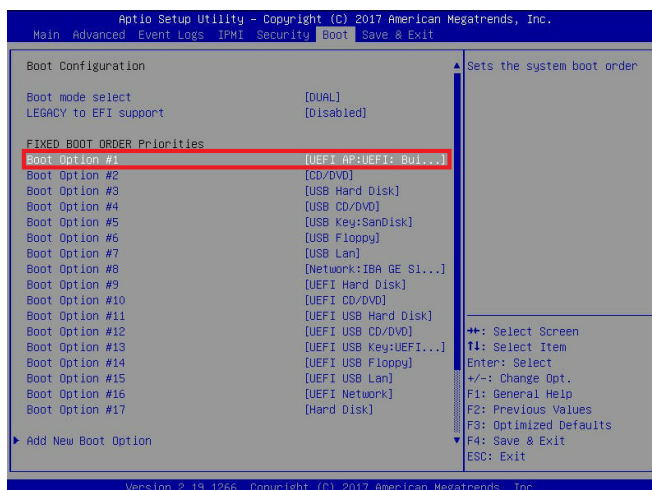 Aptio Setup Utility – Copyright (C) 2017 American Megatrends, Inc.
Main Advanced Event Logs IPMI Security Boot Save & Exit
Boot Configuration
Sets the system boot order
Boot mode select [DUAL]
LEGACY to EFI support [Disabled]
FIXED BOOT ORDER Priorities
Boot Option #1 [UEFI AP:UEFI: Bui...]
Boot Option #2 [CD/DVD]
Boot Option #3 [USB Hard Disk]
Boot Option #4 [USB CD/DVD]
Boot Option #5 [USB Key:SanDisk]
Boot Option #6 [USB Floppy]
Boot Option #7 [USB Lan]
Boot Option #8 [Network:IBA GE Sl...]
Boot Option #9 [UEFI Hard Disk]
Boot Option #10 [UEFI CD/DVD]
Boot Option #11 [UEFI USB Hard Disk]
Boot Option #12 [UEFI USB CD/DVD]
Boot Option #13 [UEFI USB Key:UEFI...]
Boot Option #14 [UEFI USB Floppy]
Boot Option #15 [UEFI USB Lan]
Boot Option #16 [UEFI Network]
Boot Option #17 [Hard Disk]
Add New Boot Option
→←: Select Screen
↑↓: Select Item
Enter: Select
+/-: Change Opt.
F1: General Help
F2: Previous Values
F3: Optimized Defaults
F4: Save & Exit
ESC: Exit
Version 2.19.1266. Copyright (C) 2017 American Megatrends, Inc.